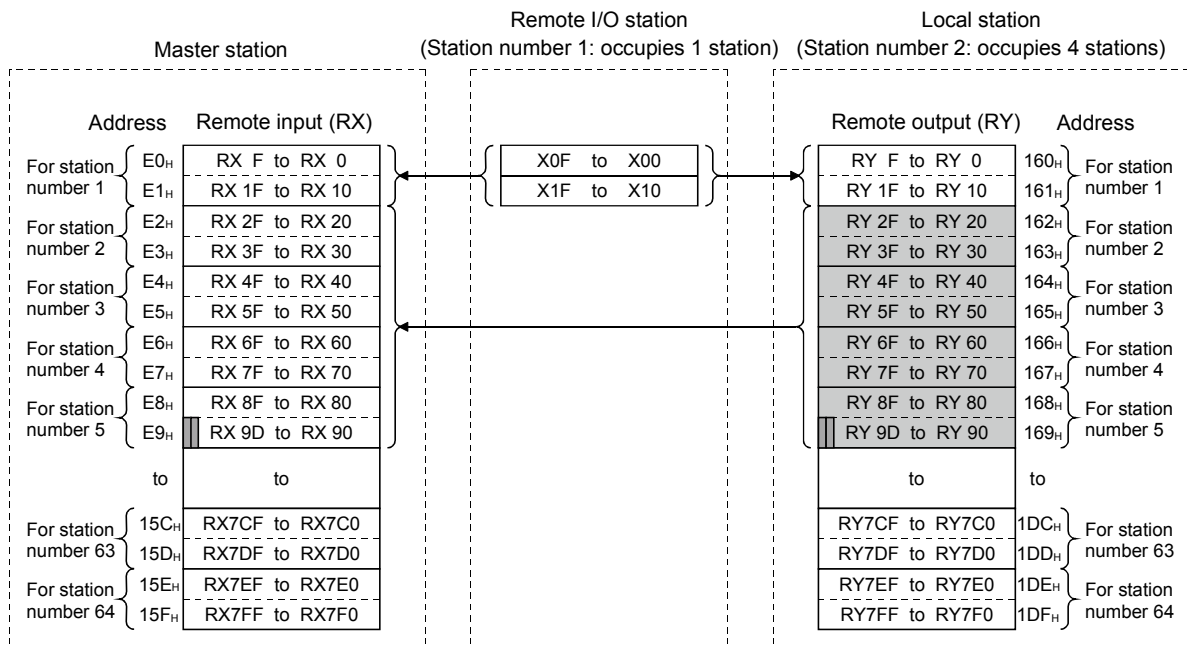 Remote I/O station
Local station
Master station
(Station number 1: occupies 1 station)
(Station number 2: occupies 4 stations)
Address
Remote input (RX)
Remote output (RY)
Address
For station
number 1
E0H
RX F to RX 0
X0F to X00
RY F to RY 0
160H
For station
number 1
E1H
RX 1F to RX 10
X1F to X10
RY 1F to RY 10
161H
For station
number 2
E2H
RX 2F to RX 20
RY 2F to RY 20
162H
For station
number 2
E3H
RX 3F to RX 30
RY 3F to RY 30
163H
For station
number 3
E4H
RX 4F to RX 40
RY 4F to RY 40
164H
For station
number 3
E5H
RX 5F to RX 50
RY 5F to RY 50
165H
For station
number 4
E6H
RX 6F to RX 60
RY 6F to RY 60
166H
For station
number 4
E7H
RX 7F to RX 70
RY 7F to RY 70
167H
For station
number 5
E8H
RX 8F to RX 80
RY 8F to RY 80
168H
For station
number 5
E9H
RX 9D to RX 90
RY 9D to RY 90
169H
to
to
to
to
For station
number 63
15CH
RX7CF to RX7C0
RY7CF to RY7C0
1DCH
For station
number 63
15DH
RX7DF to RX7D0
RY7DF to RY7D0
1DDH
For station
number 64
15EH
RX7EF to RX7E0
RY7EF to RY7E0
1DEH
For station
number 64
15FH
RX7FF to RX7F0
RY7FF to RY7F0
1DFH